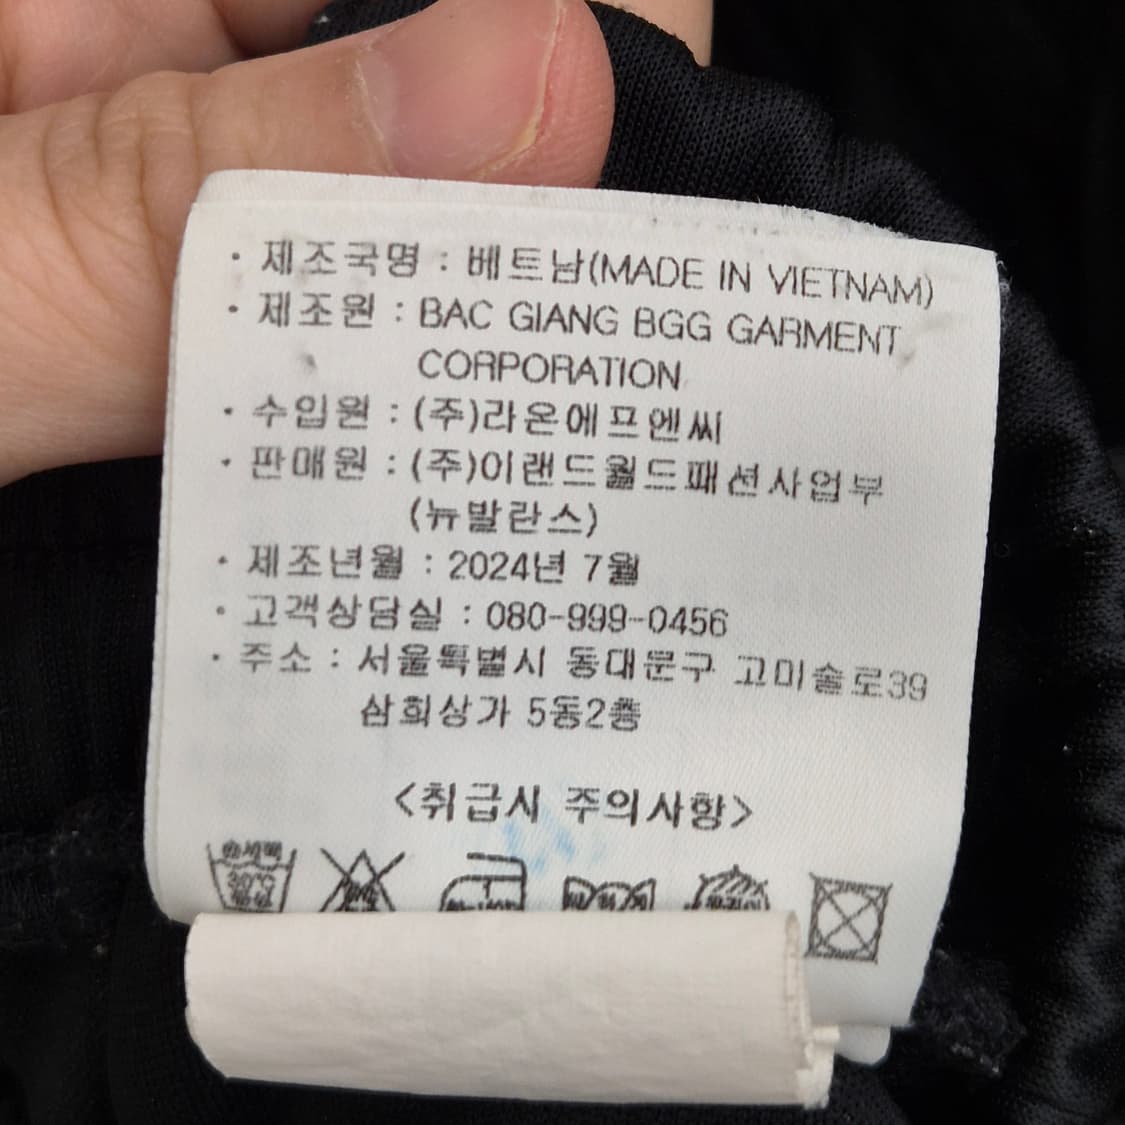 · 제조국명 : 베트남(MADE IN VIETNAM)
· 제조원 : BAC GIANG BGG GARMENT
CORPORATION
· 수입원 : (주)라온에프엔씨
· 판매원 : (주)이랜드월드패션사업부
(뉴발란스)
· 제조년월 : 2024년 7월
· 고객상담실 : 080-999-0456
· 주소 : 서울특별시 동대문구 고미술로39
삼희상가 5동2층
<취급시 주의사항>
손세탁
30℃